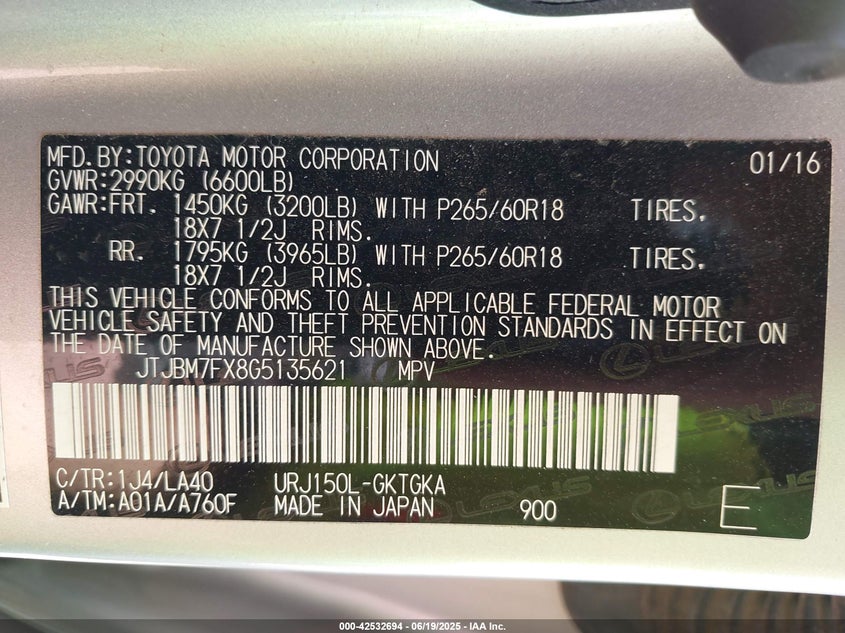 MFD.BY:TOYOTA MOTOR CORPORATION 01/16
GVWR:2990KG (6600LB)
GAWR:FRT. 1450KG (3200LB) WITH P265/60R18 TIRES.
18X7 1/2J RIMS.
RR. 1795KG (3965LB) WITH P265/60R18 TIRES.
18X7 1/2J RIMS.
THIS VEHICLE CONFORMS TO ALL APPLICABLE FEDERAL MOTOR
VEHICLE SAFETY AND THEFT PREVENTION STANDARDS IN EFFECT ON
THE DATE OF MANUFACTURE SHOWN ABOVE.
JTJBM7FX8G5135621 MPV
C/TR:1J4/LA40 URJ150L-GKTGKA
A/TM:A01A/A760F MADE IN JAPAN 900 E
LEXUS
000-42532694 - 06/19/2025 - IAA Inc.